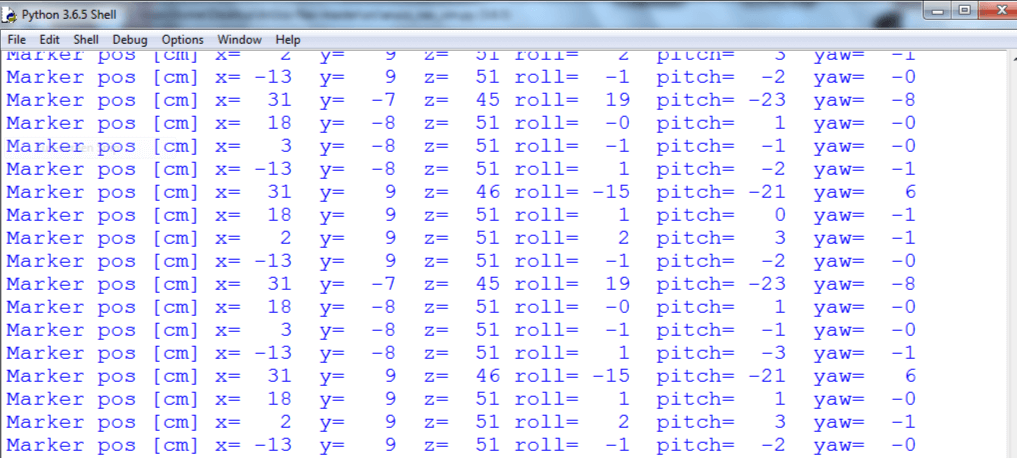 Python 3.6.5 Shell
File Edit Shell Debug Options Window Help
Marker pos [cm] x= 2 y= 9 z= 51 roll= 2 pitch= 3 yaw= -1
Marker pos [cm] x= -13 y= 9 z= 51 roll= -1 pitch= -2 yaw= -0
Marker pos [cm] x= 31 y= -7 z= 45 roll= 19 pitch= -23 yaw= -8
Marker pos [cm] x= 18 y= -8 z= 51 roll= -0 pitch= 1 yaw= -0
Marker pos [cm] x= 3 y= -8 z= 51 roll= -1 pitch= -1 yaw= -0
Marker pos [cm] x= -13 y= -8 z= 51 roll= 1 pitch= -2 yaw= -1
Marker pos [cm] x= 31 y= 9 z= 46 roll= -15 pitch= -21 yaw= 6
Marker pos [cm] x= 18 y= 9 z= 51 roll= 1 pitch= 0 yaw= -1
Marker pos [cm] x= 2 y= 9 z= 51 roll= 2 pitch= 3 yaw= -1
Marker pos [cm] x= -13 y= 9 z= 51 roll= -1 pitch= -2 yaw= -0
Marker pos [cm] x= 31 y= -7 z= 45 roll= 19 pitch= -23 yaw= -8
Marker pos [cm] x= 18 y= -8 z= 51 roll= -0 pitch= 1 yaw= -0
Marker pos [cm] x= 3 y= -8 z= 51 roll= -1 pitch= -1 yaw= -0
Marker pos [cm] x= -13 y= -8 z= 51 roll= 1 pitch= -3 yaw= -1
Marker pos [cm] x= 31 y= 9 z= 46 roll= -15 pitch= -21 yaw= 6
Marker pos [cm] x= 18 y= 9 z= 51 roll= 1 pitch= 1 yaw= -0
Marker pos [cm] x= 2 y= 9 z= 51 roll= 2 pitch= 3 yaw= -1
Marker pos [cm] x= -13 y= 9 z= 51 roll= -1 pitch= -2 yaw= -0